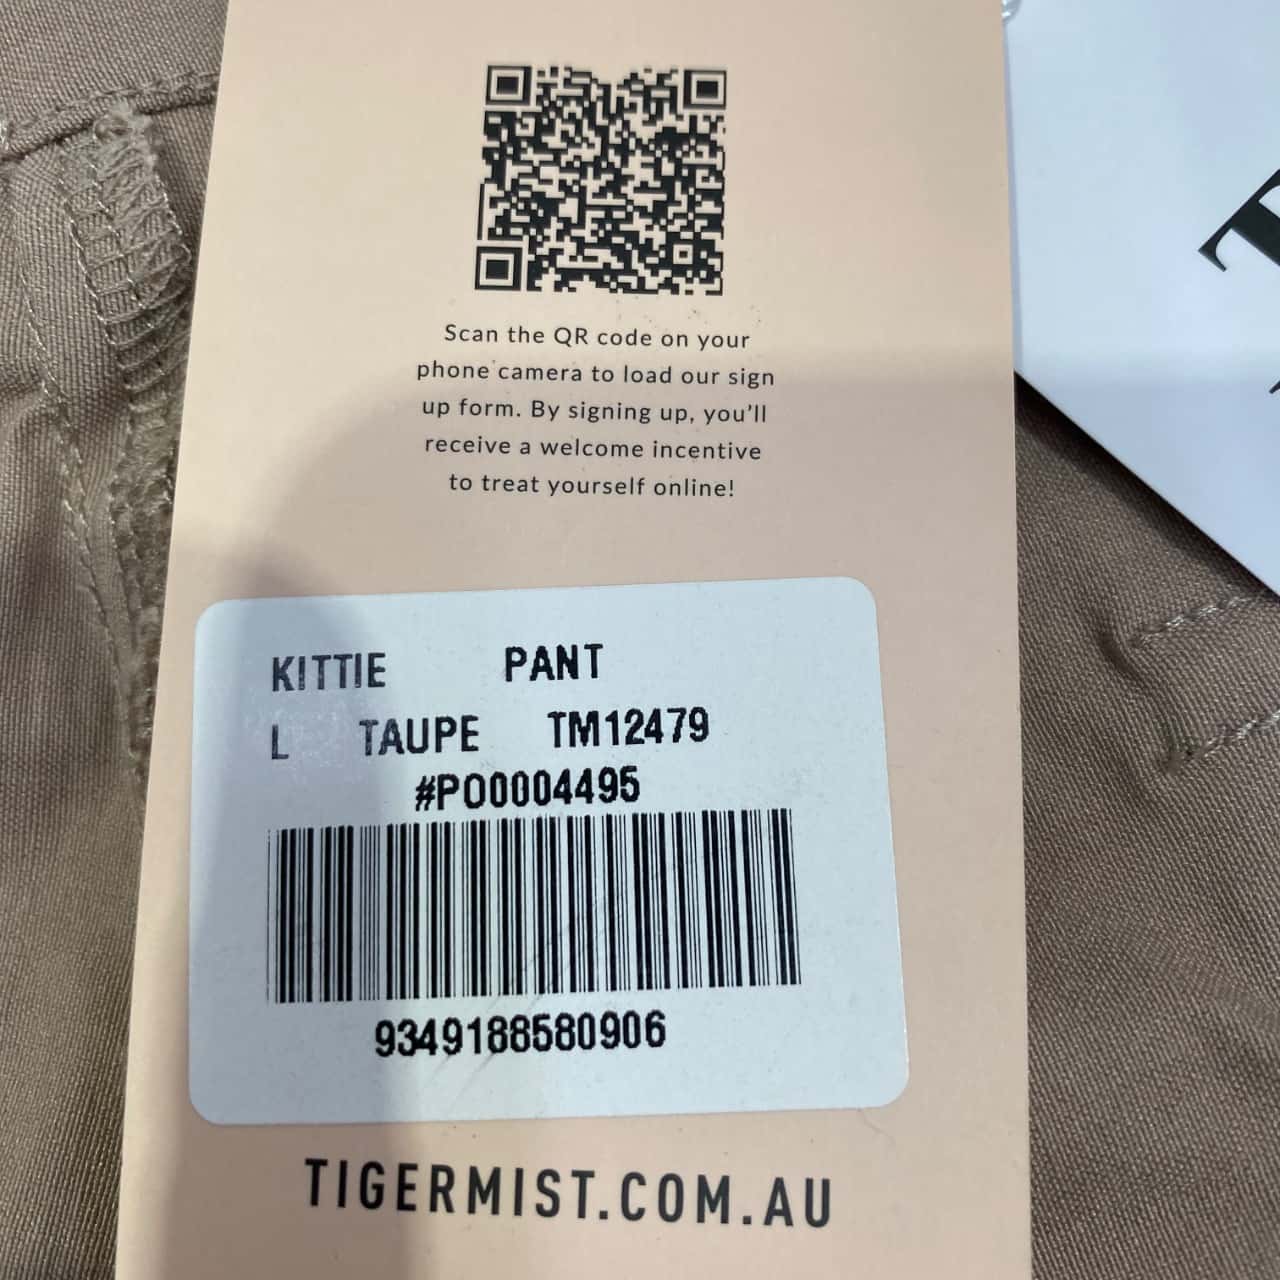 Scan the QR code on your
phone camera to load our sign
up form. By signing up, you'll
receive a welcome incentive
to treat yourself online!
KITTIE PANT
L TAUPE TM12479
#PO0004495
9349188580906
TIGERMIST.COM.AU
T